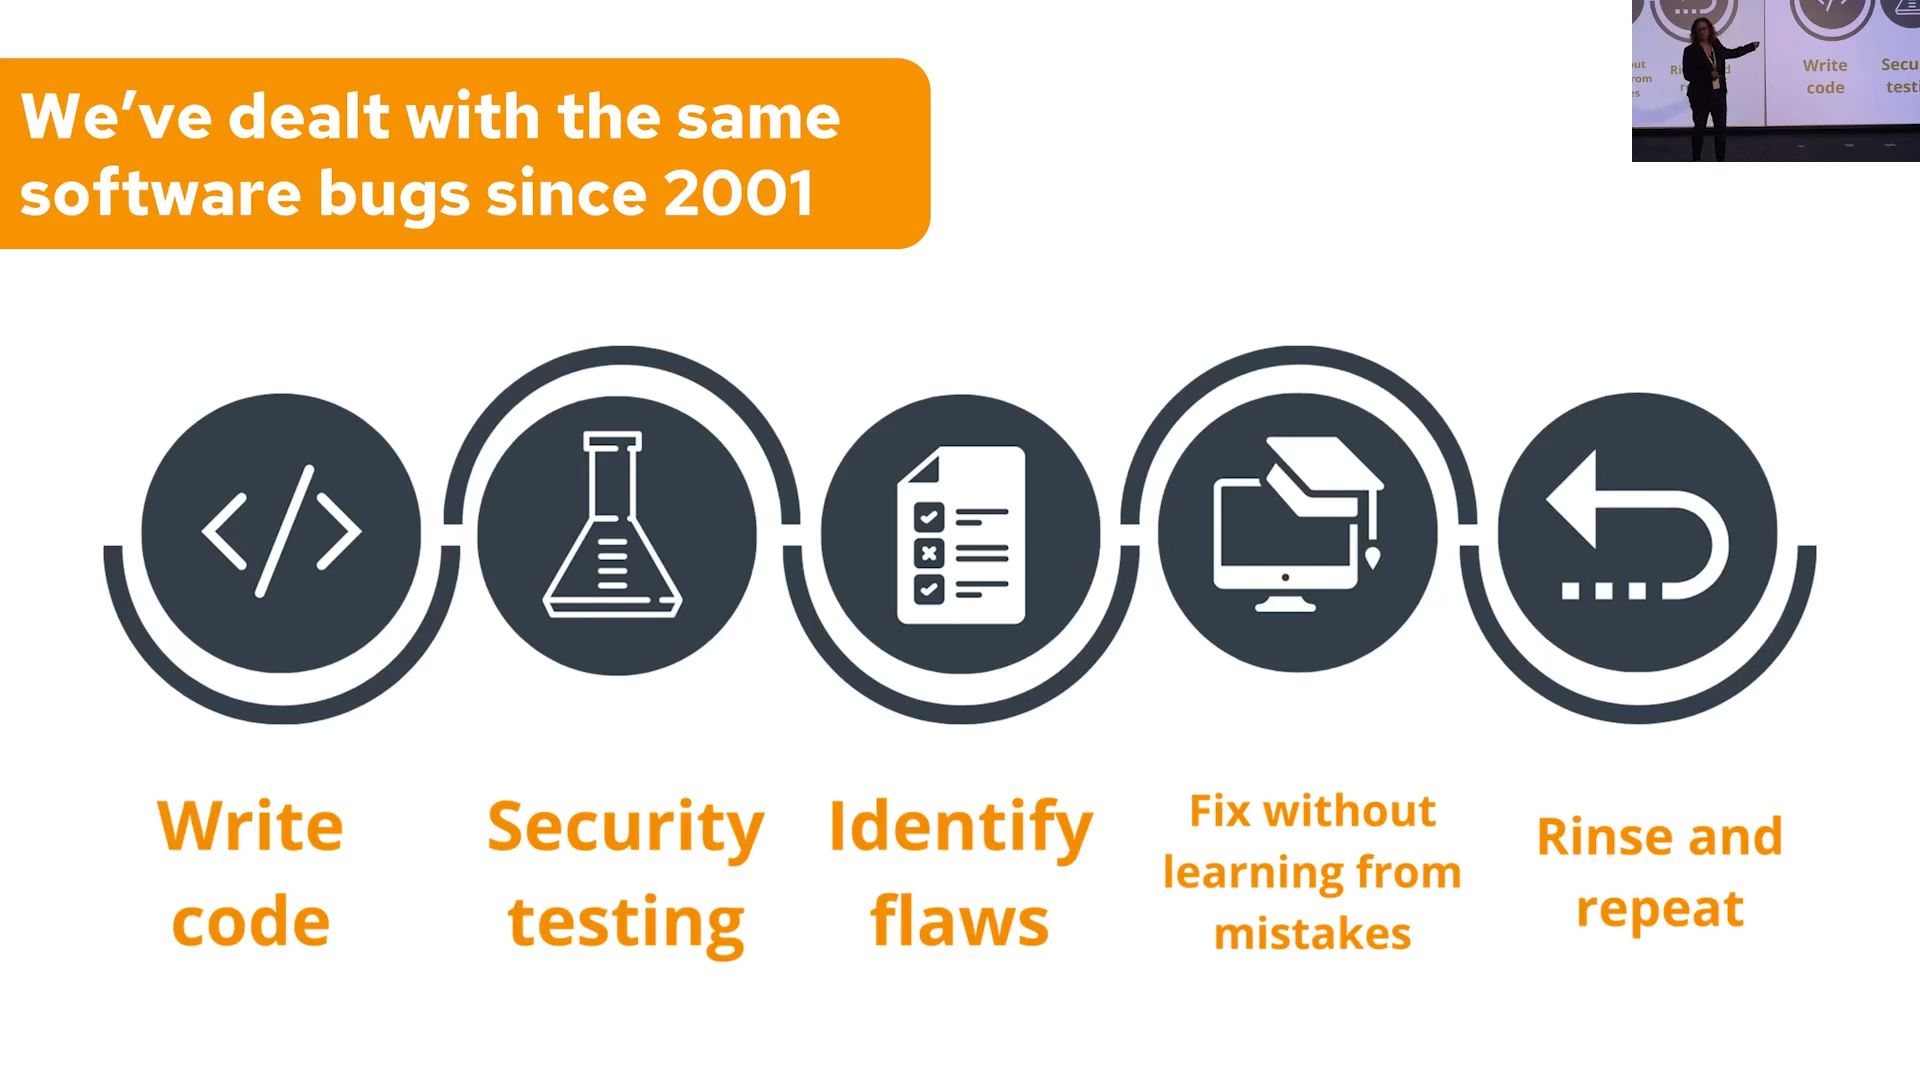 We’ve dealt with the same
software bugs since 2001
Write
code
Security
testing
Identify
flaws
Fix without
learning from
mistakes
Rinse and
repeat
Write
code